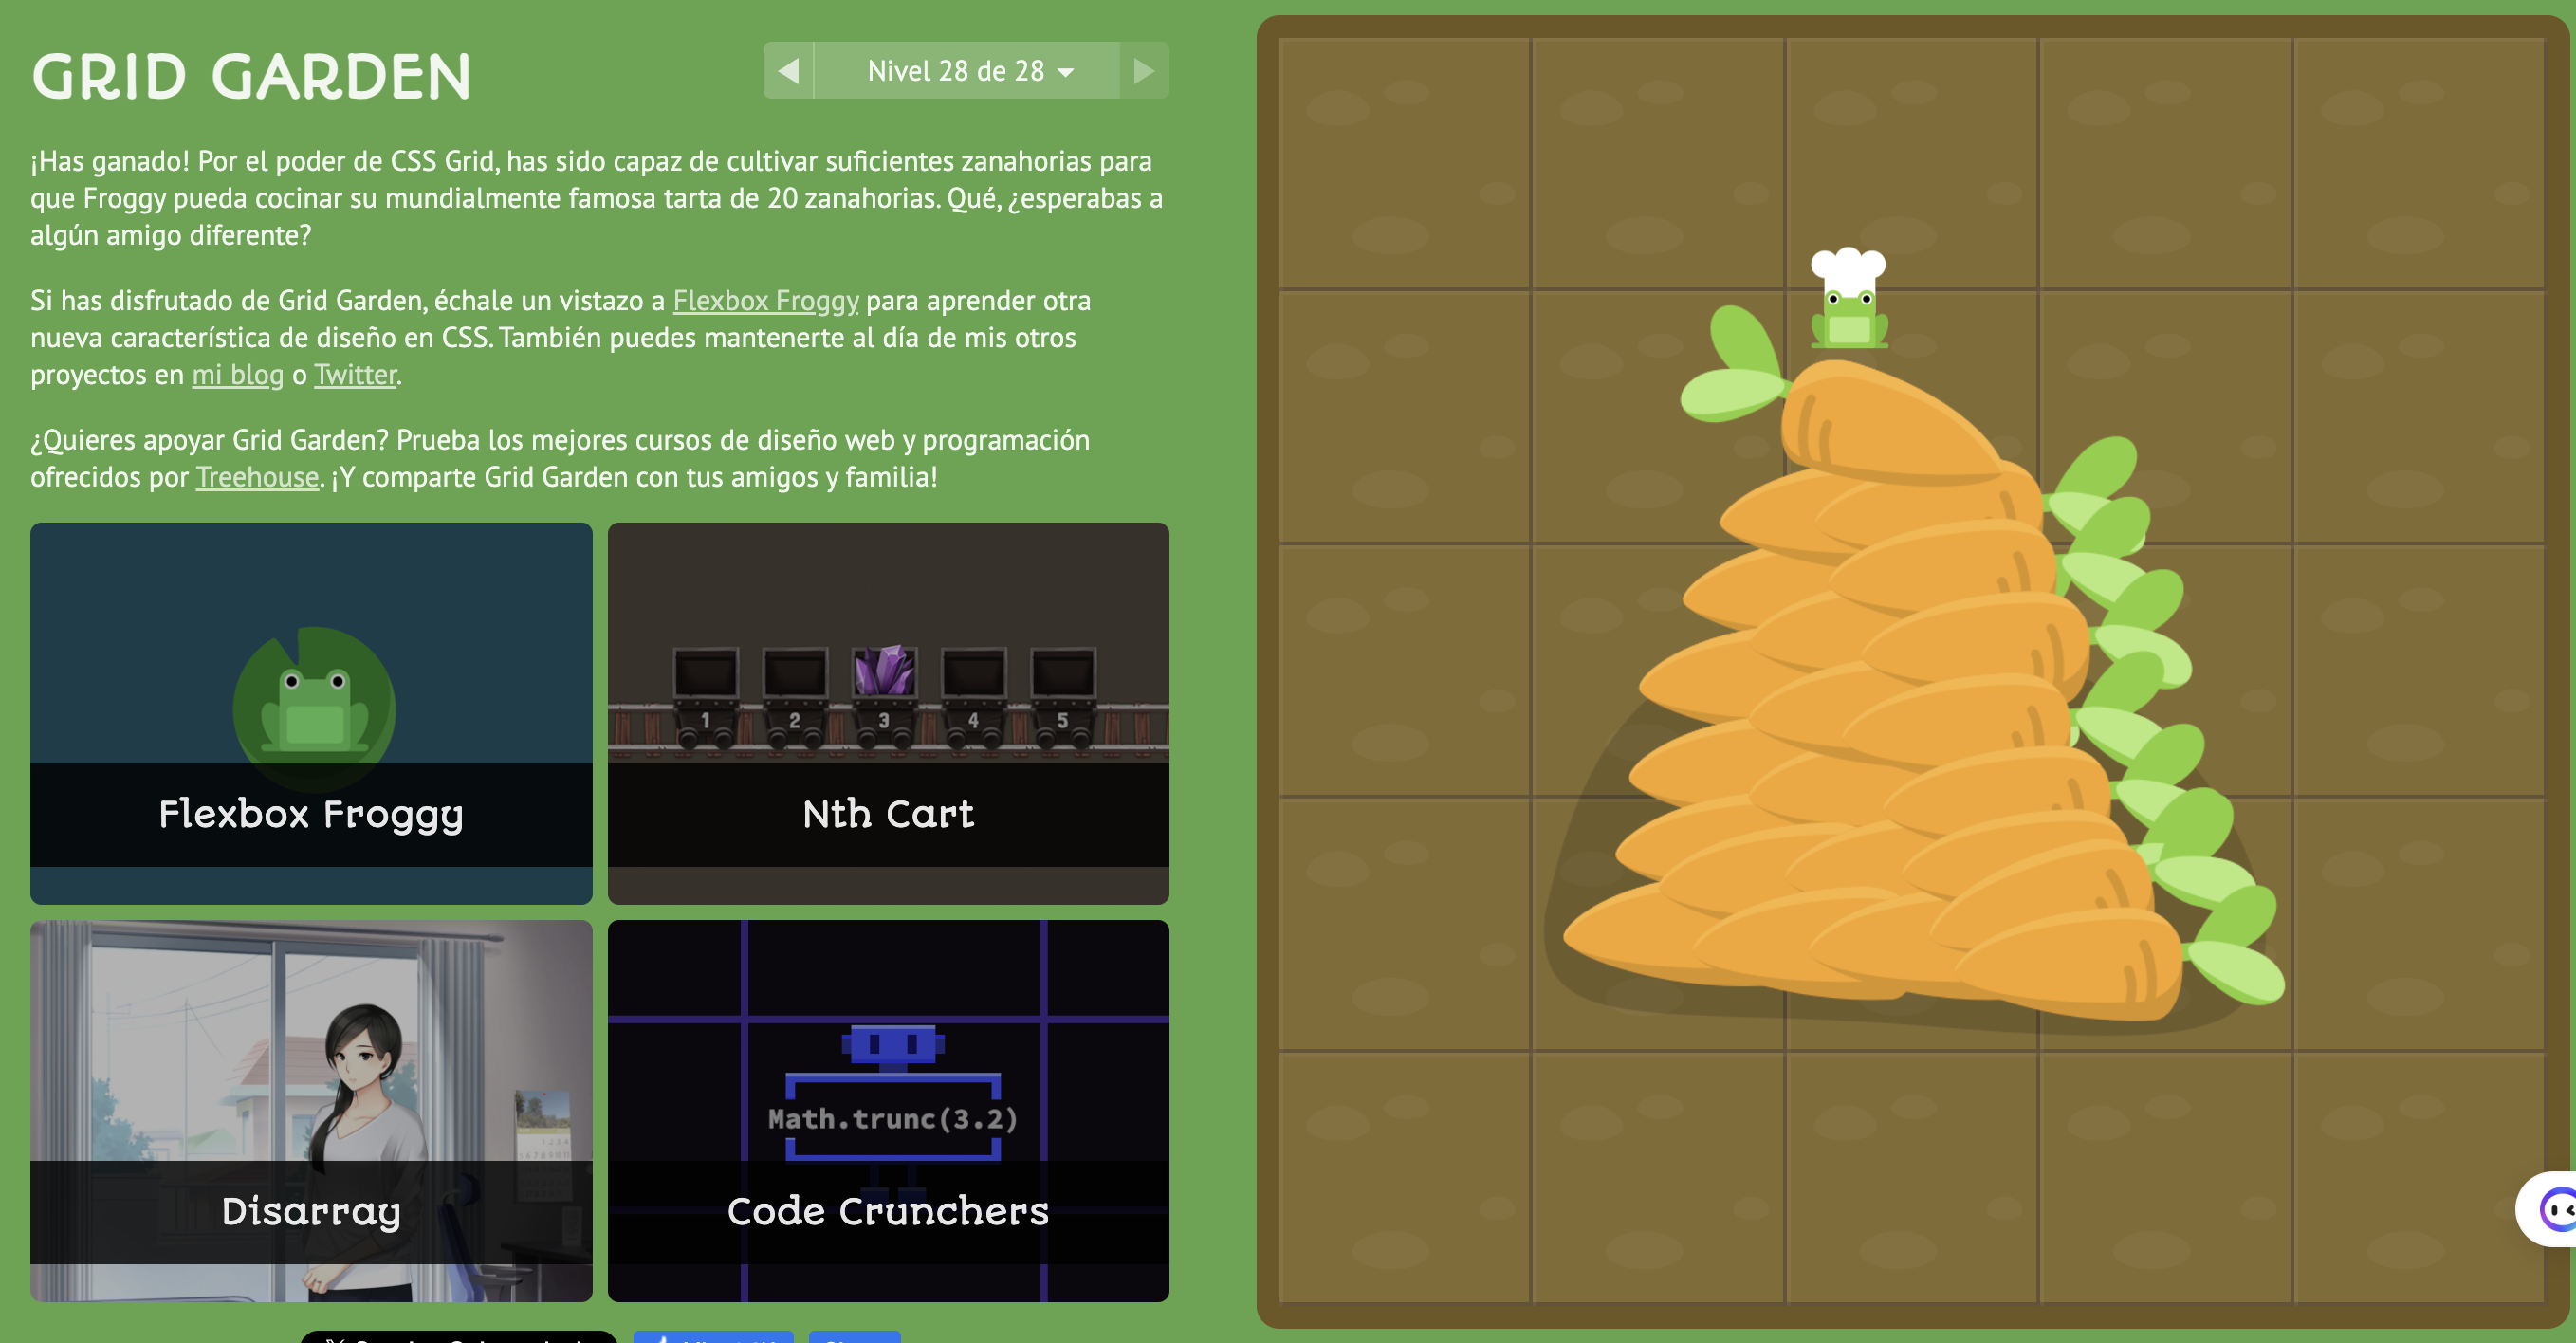 GRID GARDEN
Nivel 28 de 28
¡Has ganado! Por el poder de CSS Grid, has sido capaz de cultivar suficientes zanahorias para
que Froggy pueda cocinar su mundialmente famosa tarta de 20 zanahorias. Qué, ¿esperabas a
algún amigo diferente?
Si has disfrutado de Grid Garden, échale un vistazo a Flexbox Froggy para aprender otra
nueva característica de diseño en CSS. También puedes mantenerte al día de mis otros
proyectos en mi blog o Twitter.
¿Quieres apoyar Grid Garden? Prueba los mejores cursos de diseño web y programación
ofrecidos por Treehouse. ¡Y comparte Grid Garden con tus amigos y familia!
Flexbox Froggy
1 2 3 4 5
Nth Cart
Disarray
Math.trunc(3.2)
Code Crunchers